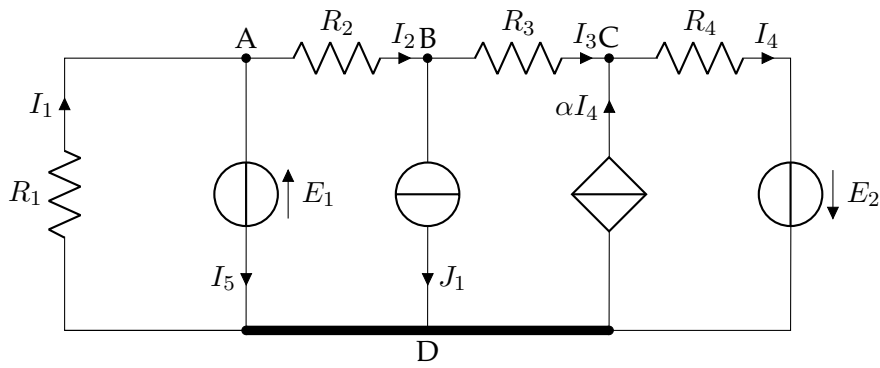 R₂ R₃ R₄
A I₂ B I₃ C I₄
I₁ αI₄
R₁ E₁ E₂
I₅ J₁
D